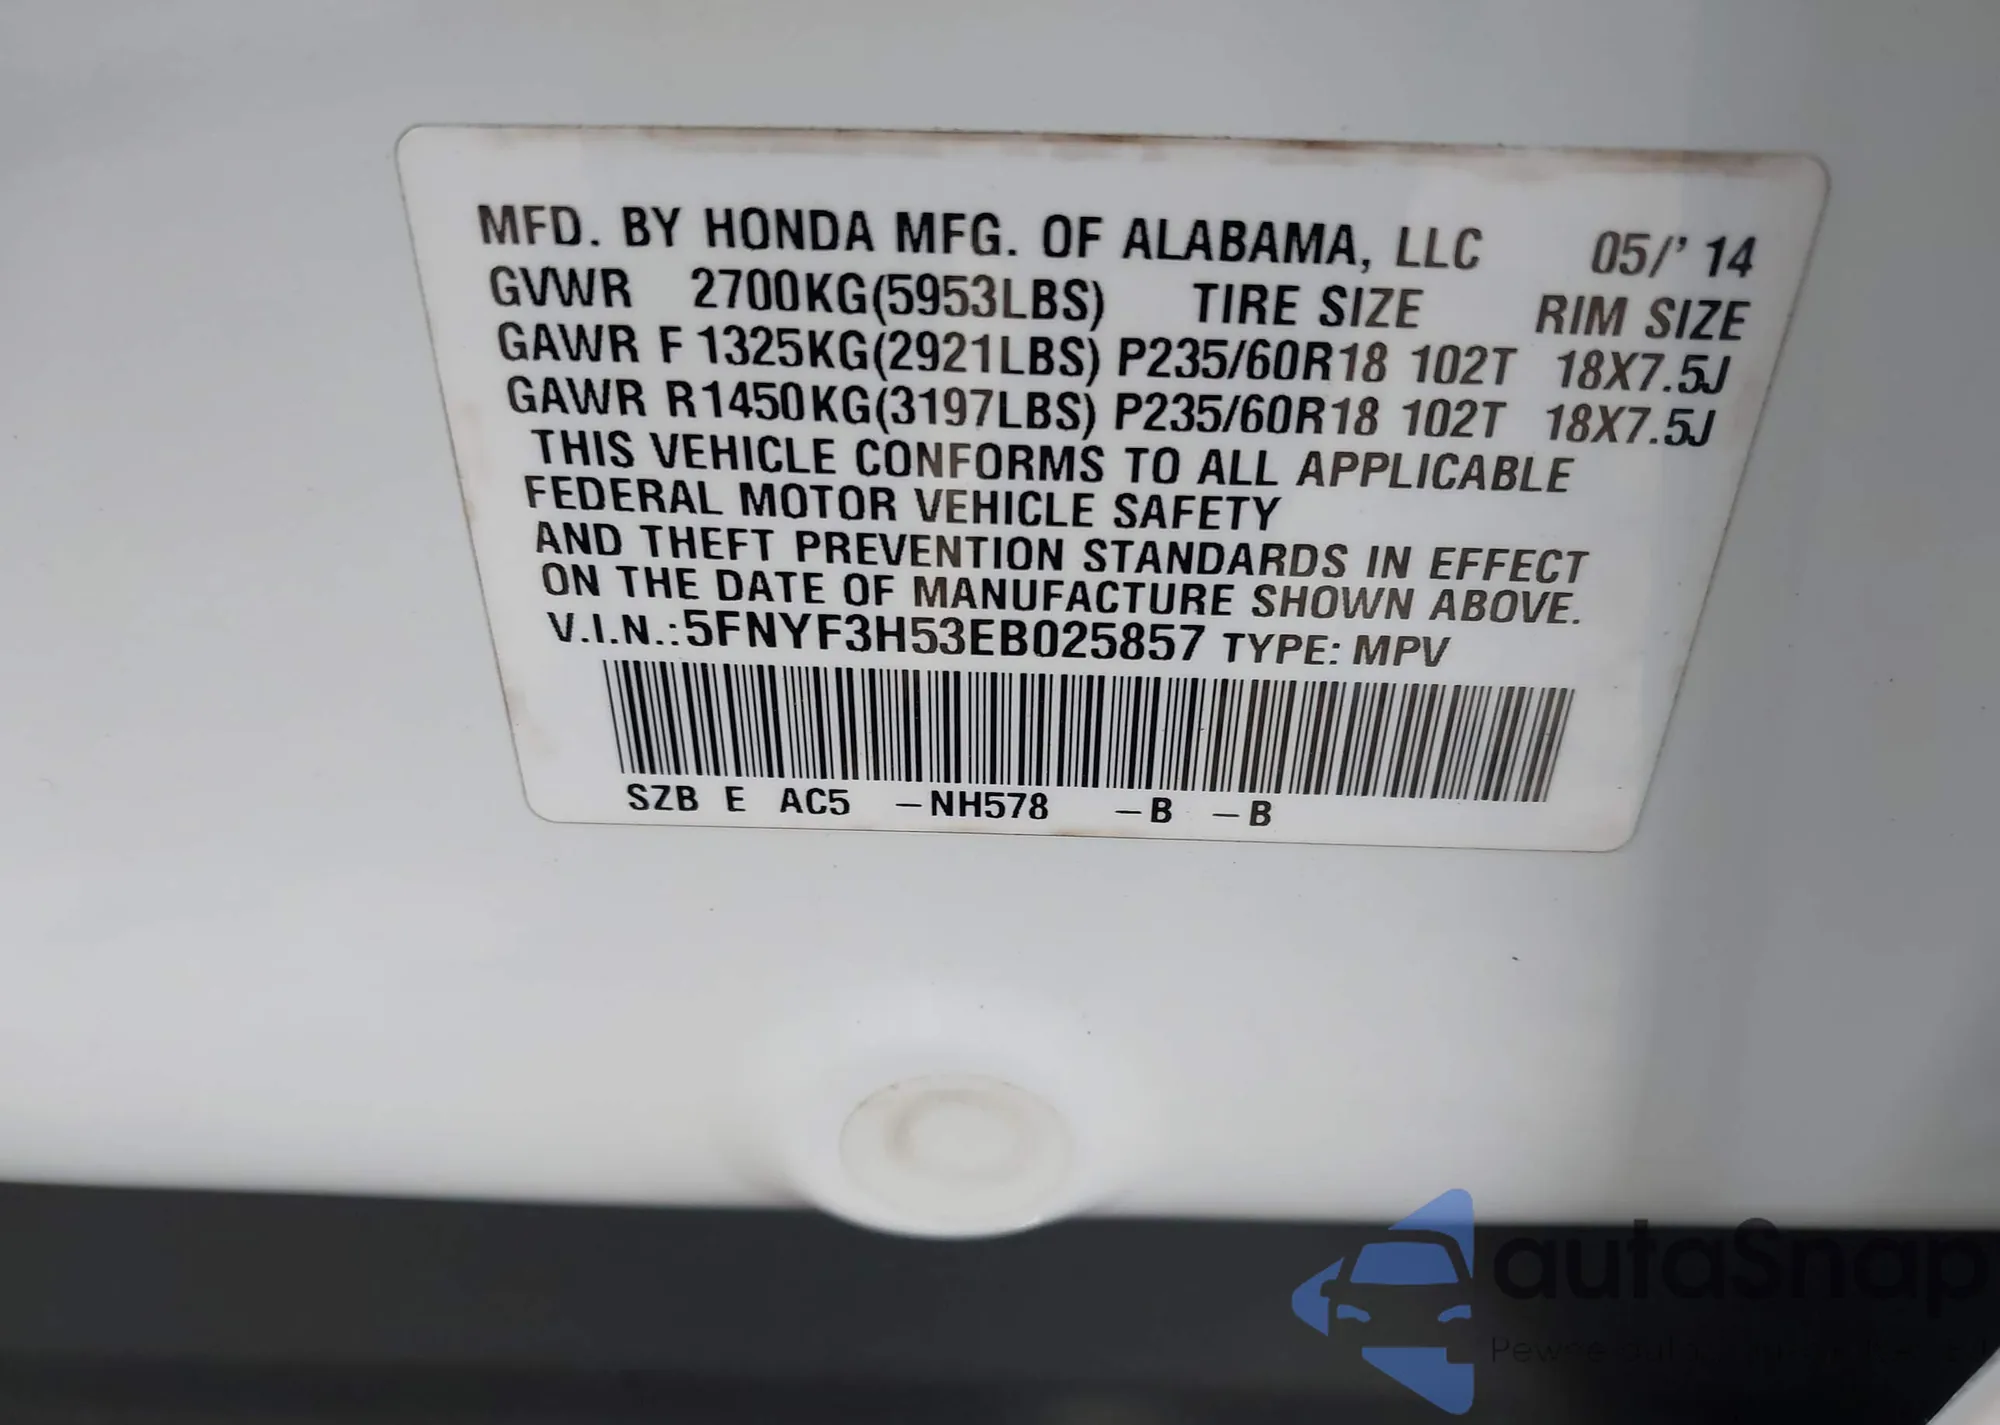 MFD. BY HONDA MFG. OF ALABAMA, LLC 05/' 14
GVWR 2700KG(5953LBS) TIRE SIZE RIM SIZE
GAWR F 1325KG(2921LBS) P235/60R18 102T 18X7.5J
GAWR R1450KG(3197LBS) P235/60R18 102T 18X7.5J
THIS VEHICLE CONFORMS TO ALL APPLICABLE
FEDERAL MOTOR VEHICLE SAFETY
AND THEFT PREVENTION STANDARDS IN EFFECT
ON THE DATE OF MANUFACTURE SHOWN ABOVE.
V.I.N.:5FNYF3H53EB025857 TYPE: MPV
SZB E AC5 –NH578 –B –B
autaSnap